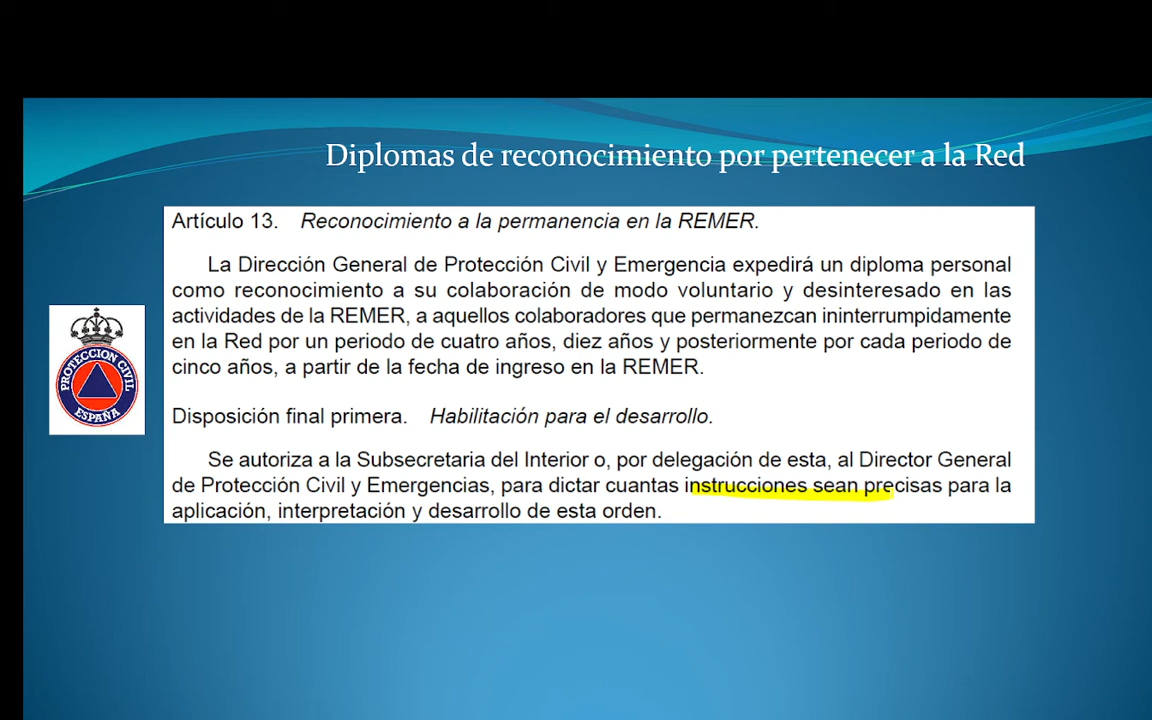 Diplomas de reconocimiento por pertenecer a la Red
Artículo 13. Reconocimiento a la permanencia en la REMER.
La Dirección General de Protección Civil y Emergencia expedirá un diploma personal
como reconocimiento a su colaboración de modo voluntario y desinteresado en las
actividades de la REMER, a aquellos colaboradores que permanezcan ininterrumpidamente
en la Red por un periodo de cuatro años, diez años y posteriormente por cada periodo de
cinco años, a partir de la fecha de ingreso en la REMER.
PROTECCION CIVIL
ESPAÑA
Disposición final primera. Habilitación para el desarrollo.
Se autoriza a la Subsecretaria del Interior o, por delegación de esta, al Director General
de Protección Civil y Emergencias, para dictar cuantas instrucciones sean precisas para la
aplicación, interpretación y desarrollo de esta orden.